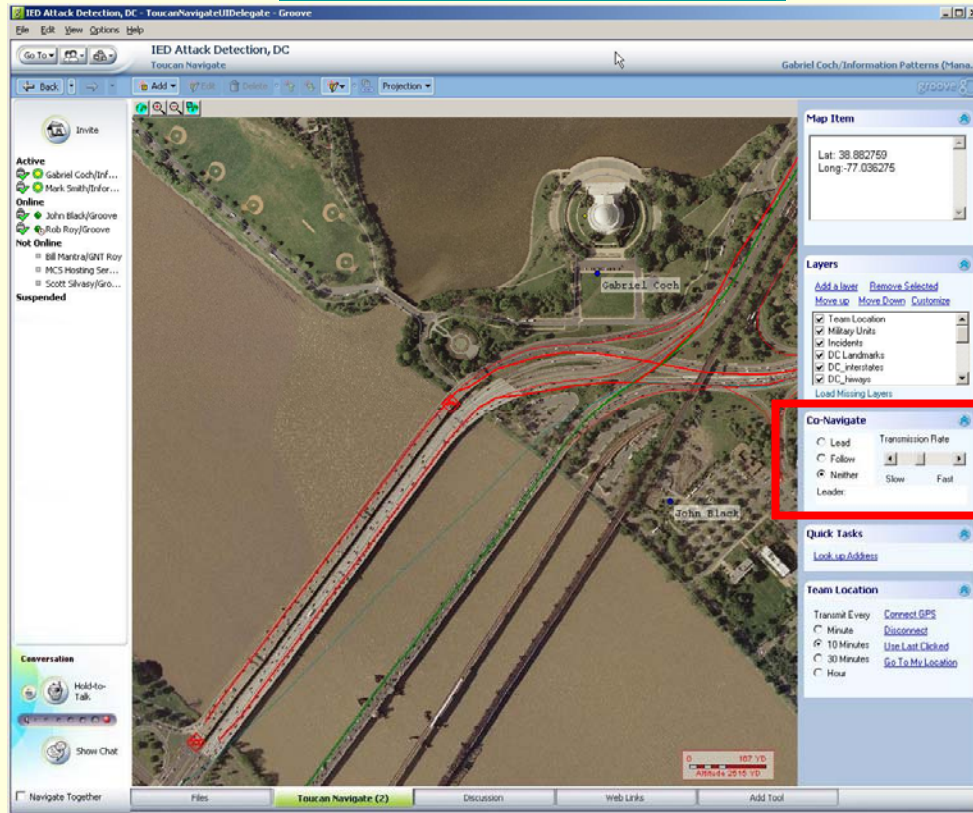 IED Attack Detection, DC - ToucanNavigateUIDelegate - Groove
File Edit View Options Help
Go To
IED Attack Detection, DC
Toucan Navigate
Gabriel Coch/Information Patterns (Mana...
Back
Add
Edit
Delete
Projection
groove
Invite
Active
Gabriel Coch/Inf...
Mark Smith/Infor...
Online
John Black/Groove
Rob Roy/Groove
Not Online
Bill Mantra/GNT Roy
MCS Hosting Ser...
Scott Silvasy/Gro...
Suspended
Gabriel Coch
John Black
0 167 YD
Altitude 2515 YD
Map Item
Lat: 38.882759
Long:-77.036275
Layers
Add a layer Remove Selected
Move up Move Down Customize
Team Location
Military Units
Incidents
DC Landmarks
DC_interstates
DC_hiways
Load Missing Layers
Co-Navigate
Lead Transmission Rate
Follow
Neither Slow Fast
Leader:
Quick Tasks
Look up Address
Team Location
Transmit Every Connect GPS
Minute Disconnect
10 Minutes Use Last Clicked
30 Minutes Go To My Location
Hour
Conversation
Hold-to-
Talk
Show Chat
Navigate Together
Files Toucan Navigate (2) Discussion Web Links Add Tool